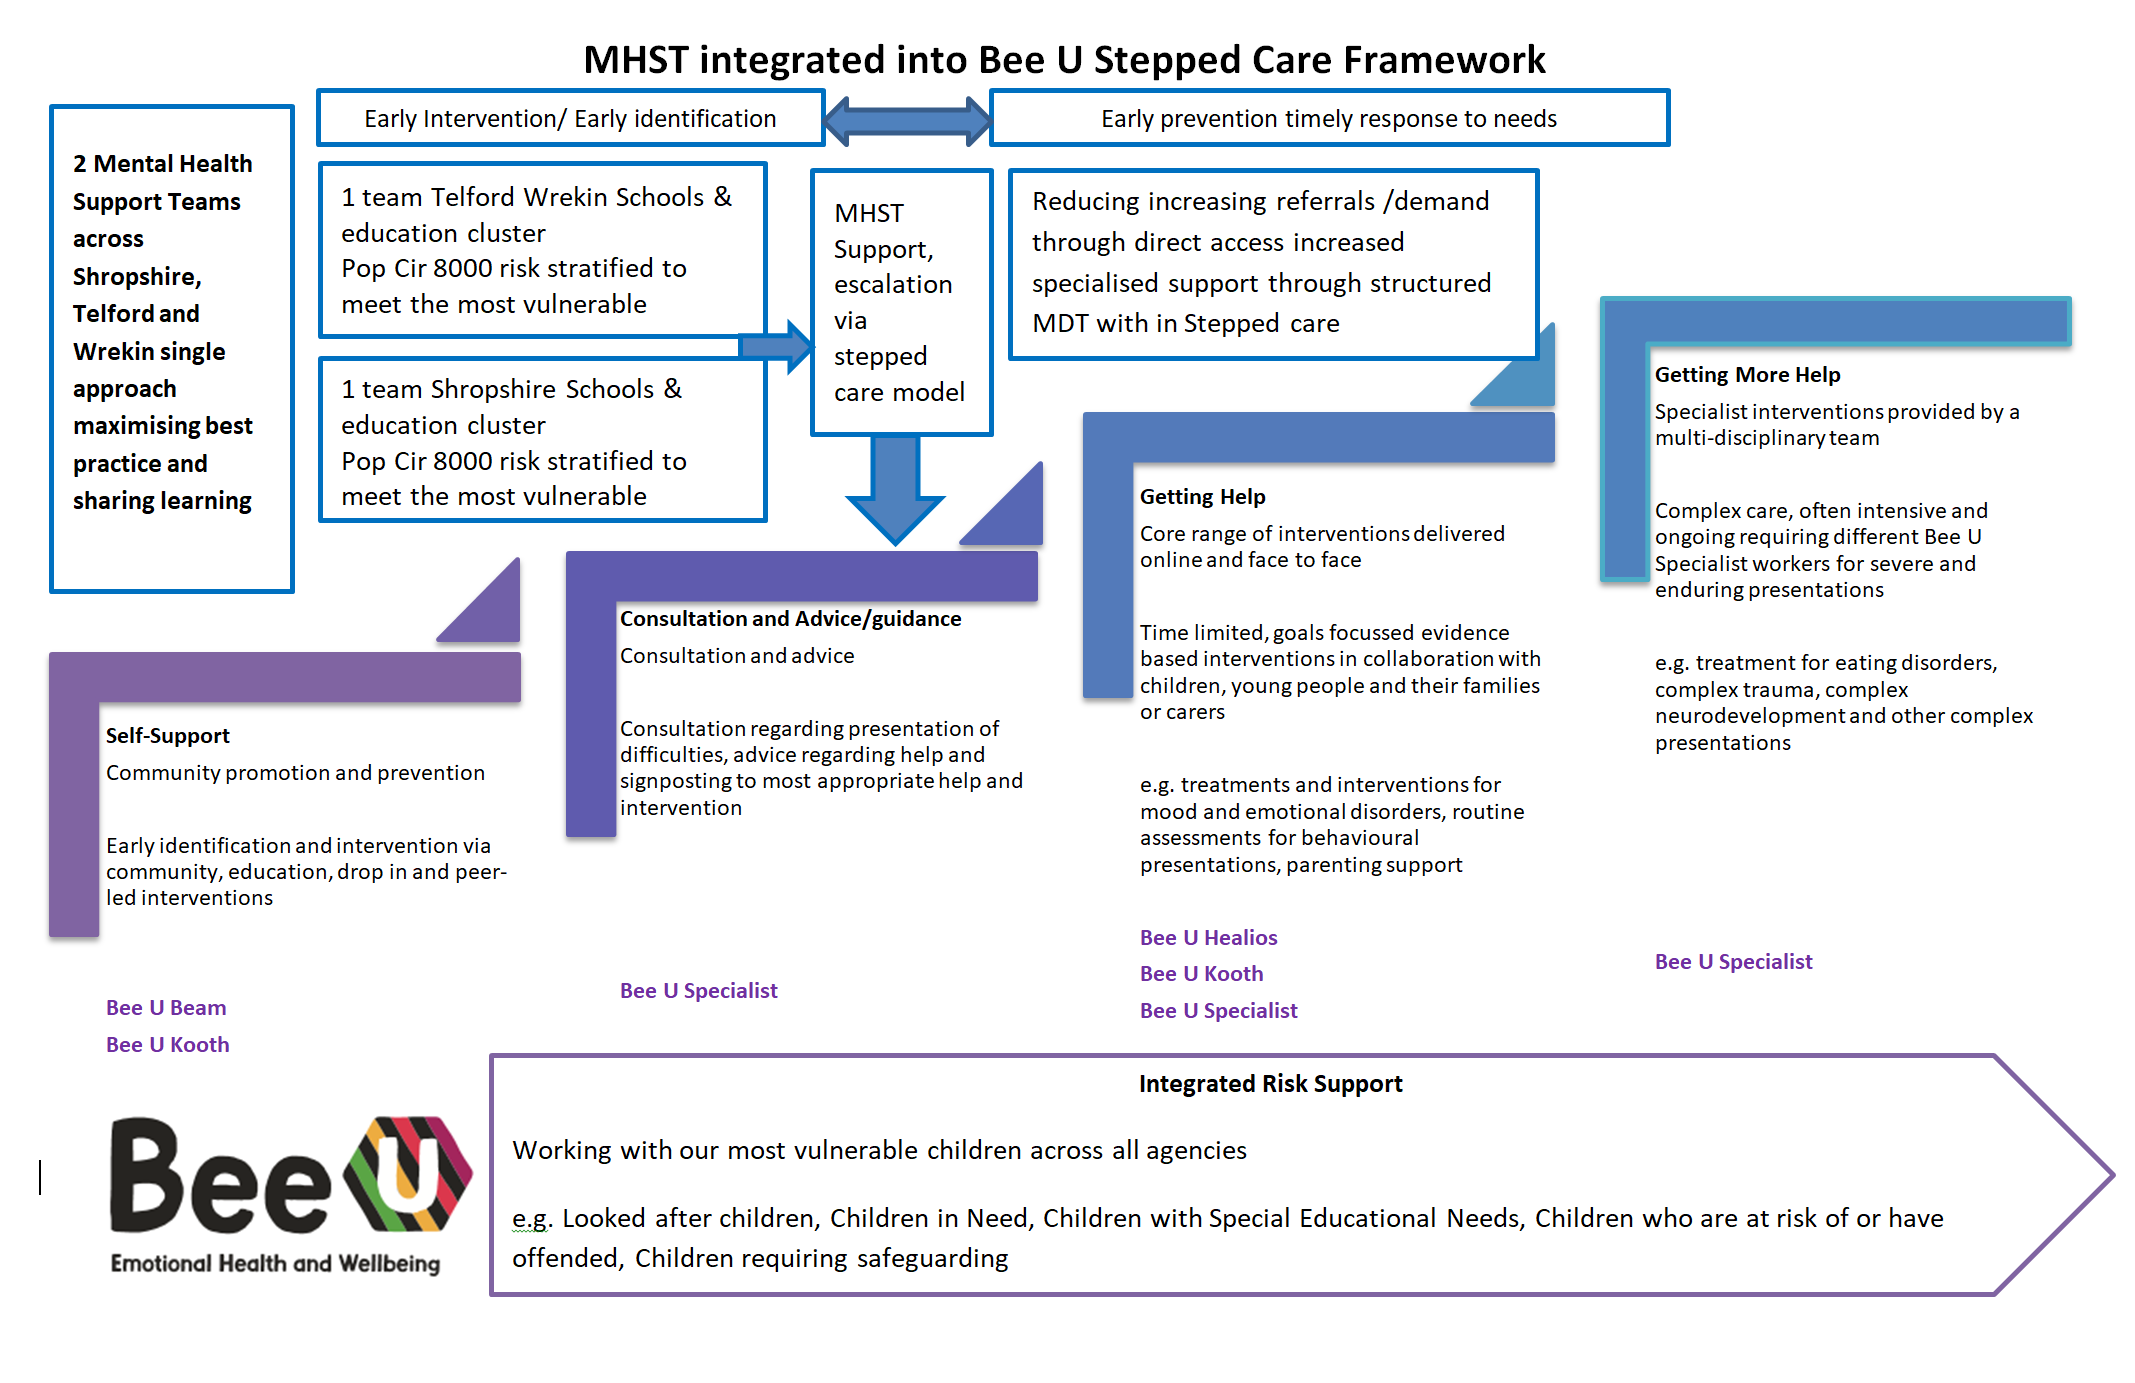 MHST integrated into Bee U Stepped Care Framework
2 Mental Health
Support Teams
across
Shropshire,
Telford and
Wrekin single
approach
maximising best
practice and
sharing learning
Early Intervention/ Early identification
Early prevention timely response to needs
1 team Telford Wrekin Schools &
education cluster
Pop Cir 8000 risk stratified to
meet the most vulnerable
1 team Shropshire Schools &
education cluster
Pop Cir 8000 risk stratified to
meet the most vulnerable
MHST
Support,
escalation
via
stepped
care model
Reducing increasing referrals /demand
through direct access increased
specialised support through structured
MDT with in Stepped care
Self-Support
Community promotion and prevention
Early identification and intervention via
community, education, drop in and peer-
led interventions
Bee U Beam
Bee U Kooth
Consultation and Advice/guidance
Consultation and advice
Consultation regarding presentation of
difficulties, advice regarding help and
signposting to most appropriate help and
intervention
Bee U Specialist
Getting Help
Core range of interventions delivered
online and face to face
Time limited, goals focussed evidence
based interventions in collaboration with
children, young people and their families
or carers
e.g. treatments and interventions for
mood and emotional disorders, routine
assessments for behavioural
presentations, parenting support
Bee U Healios
Bee U Kooth
Bee U Specialist
Getting More Help
Specialist interventions provided by a
multi-disciplinary team
Complex care, often intensive and
ongoing requiring different Bee U
Specialist workers for severe and
enduring presentations
e.g. treatment for eating disorders,
complex trauma, complex
neurodevelopment and other complex
presentations
Bee U Specialist
Bee U
Emotional Health and Wellbeing
Integrated Risk Support
Working with our most vulnerable children across all agencies
e.g. Looked after children, Children in Need, Children with Special Educational Needs, Children who are at risk of or have
offended, Children requiring safeguarding